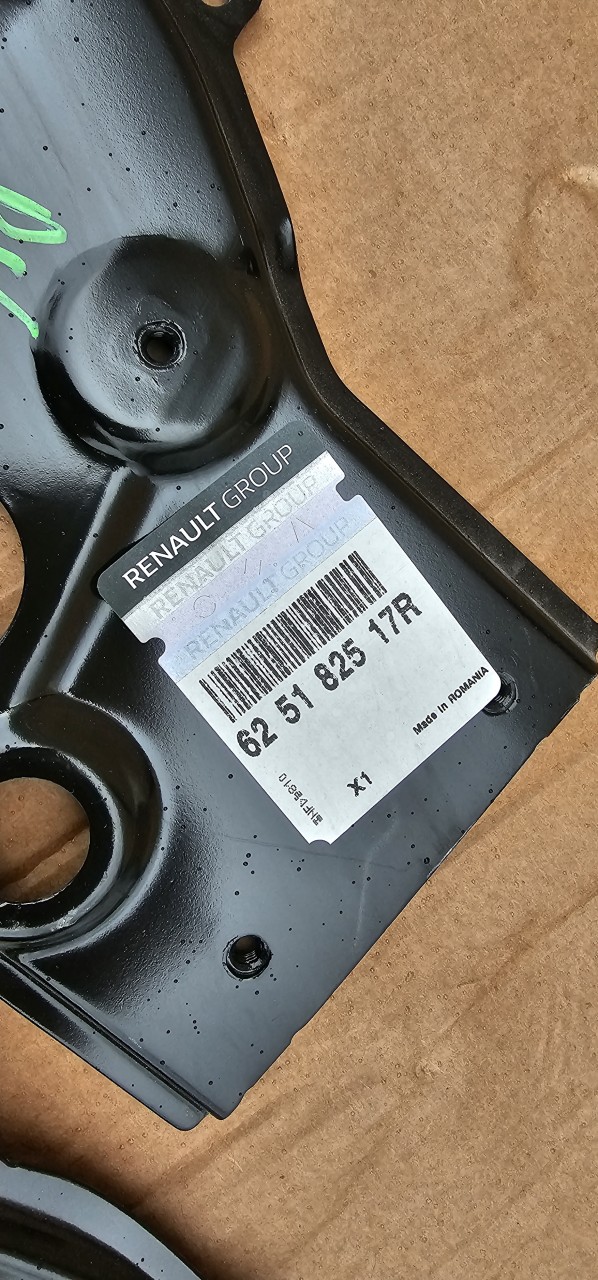 RENAULT GROUP
RENAULT GROUP
RENAULT GROUP
62 51 825 17R
Made in ROMANIA
X1